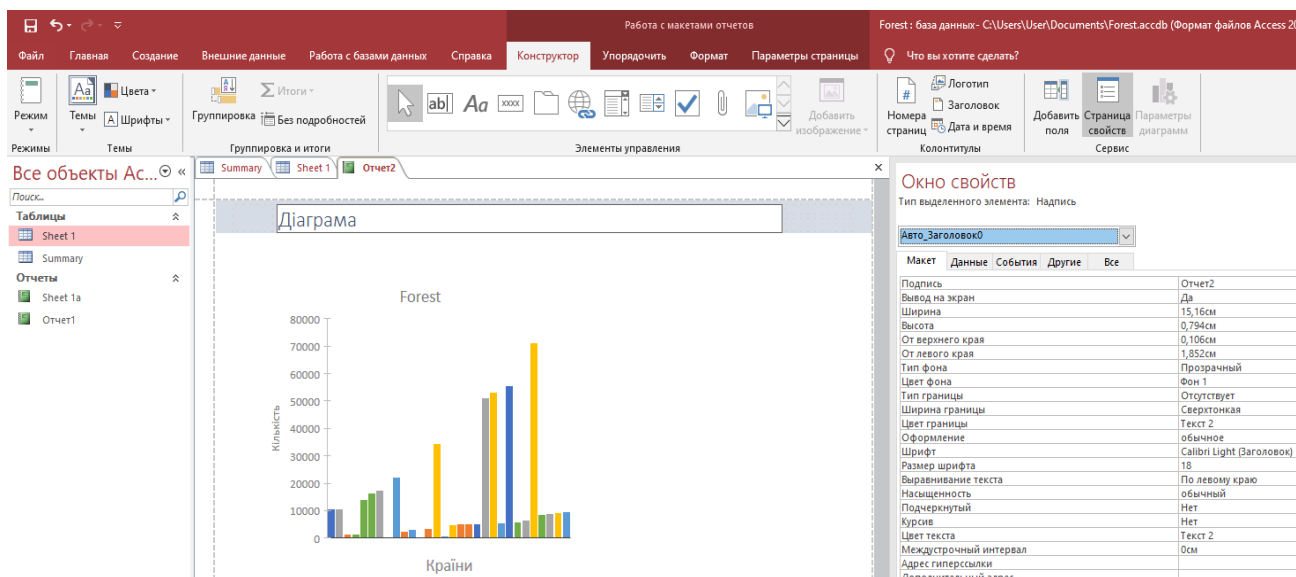 Работа с макетами отчетов
Forest : база данных- C:\Users\User\Documents\Forest.accdb (Формат файлов Access 20
Файл Главная Создание Внешние данные Работа с базами данных Справка Конструктор Упорядочить Формат Параметры страницы Что вы хотите сделать?
Режим
Режимы
Aa
Темы
Цвета
A Шрифты
Темы
Группировка
Итоги
Без подробностей
Группировка и итоги
ab| Aa xxxx
Добавить
изображение
Элементы управления
#
Номера
страниц
Логотип
Заголовок
Дата и время
Колонтитулы
Добавить
поля
Страница
свойств
Параметры
диаграмм
Сервис
Все объекты Ac...
Поиск...
Таблицы
Sheet 1
Summary
Отчеты
Sheet 1a
Отчет1
Summary Sheet 1 Отчет2
Діаграма
Forest
80000
70000
60000
50000
40000
30000
20000
10000
0
Кількість
Країни
Окно свойств
Тип выделенного элемента: Надпись
Авто_Заголовок0
Макет Данные События Другие Все
Подпись Отчет2
Вывод на экран Да
Ширина 15,16см
Высота 0,794см
От верхнего края 0,106см
От левого края 1,852см
Тип фона Прозрачный
Цвет фона Фон 1
Тип границы Отсутствует
Ширина границы Сверхтонкая
Цвет границы Текст 2
Оформление обычное
Шрифт Calibri Light (Заголовок)
Размер шрифта 18
Выравнивание текста По левому краю
Насыщенность обычный
Подчеркнутый Нет
Курсив Нет
Цвет текста Текст 2
Междустрочный интервал 0см
Адрес гиперссылки